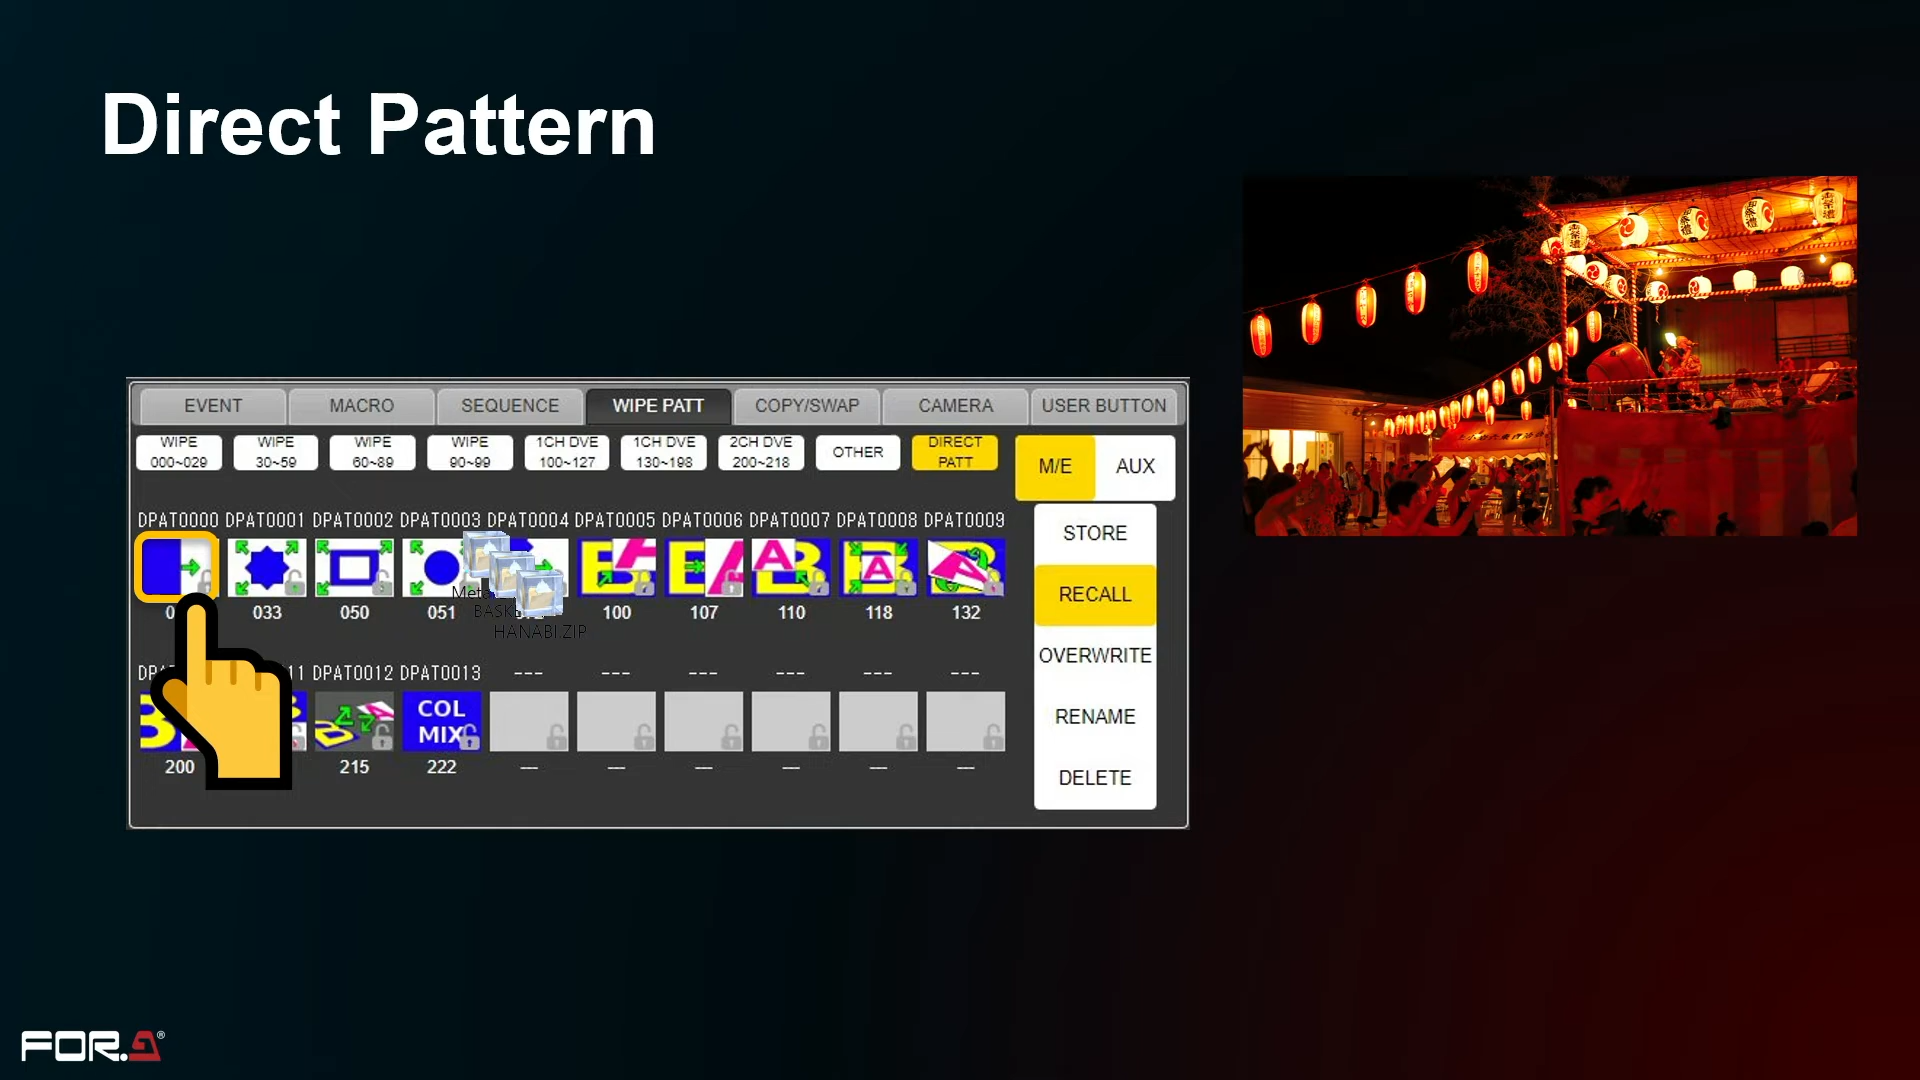 Direct Pattern
EVENT MACRO SEQUENCE WIPE PATT COPY/SWAP CAMERA USER BUTTON
WIPE 000~029 WIPE 30~59 WIPE 60~89 WIPE 90~99 1CH DVE 100~127 1CH DVE 130~198 2CH DVE 200~218 OTHER DIRECT PATT
M/E AUX
DPAT0000 DPAT0001 DPAT0002 DPAT0003 DPAT0004 DPAT0005 DPAT0006 DPAT0007 DPAT0008 DPAT0009
033 050 051 100 107 110 118 132
HANABI.ZIP
DPAT0012 DPAT0013 --- --- --- --- --- ---
COL
MIX
200 215 222 --- --- --- --- --- ---
STORE
RECALL
OVERWRITE
RENAME
DELETE
御祭禮
FOR.A®